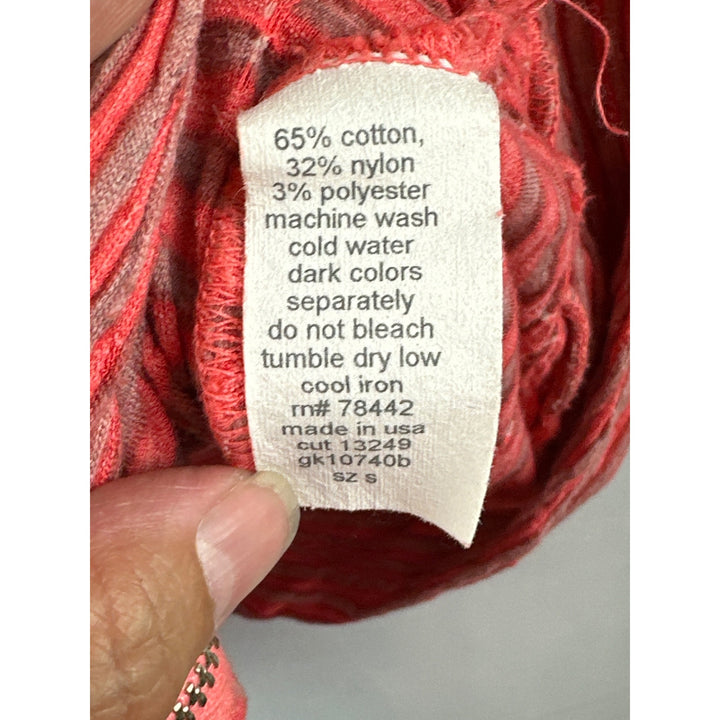 65% cotton,
32% nylon
3% polyester
machine wash
cold water
dark colors
separately
do not bleach
tumble dry low
cool iron
rn# 78442
made in usa
cut 13249
gk10740b
sz s